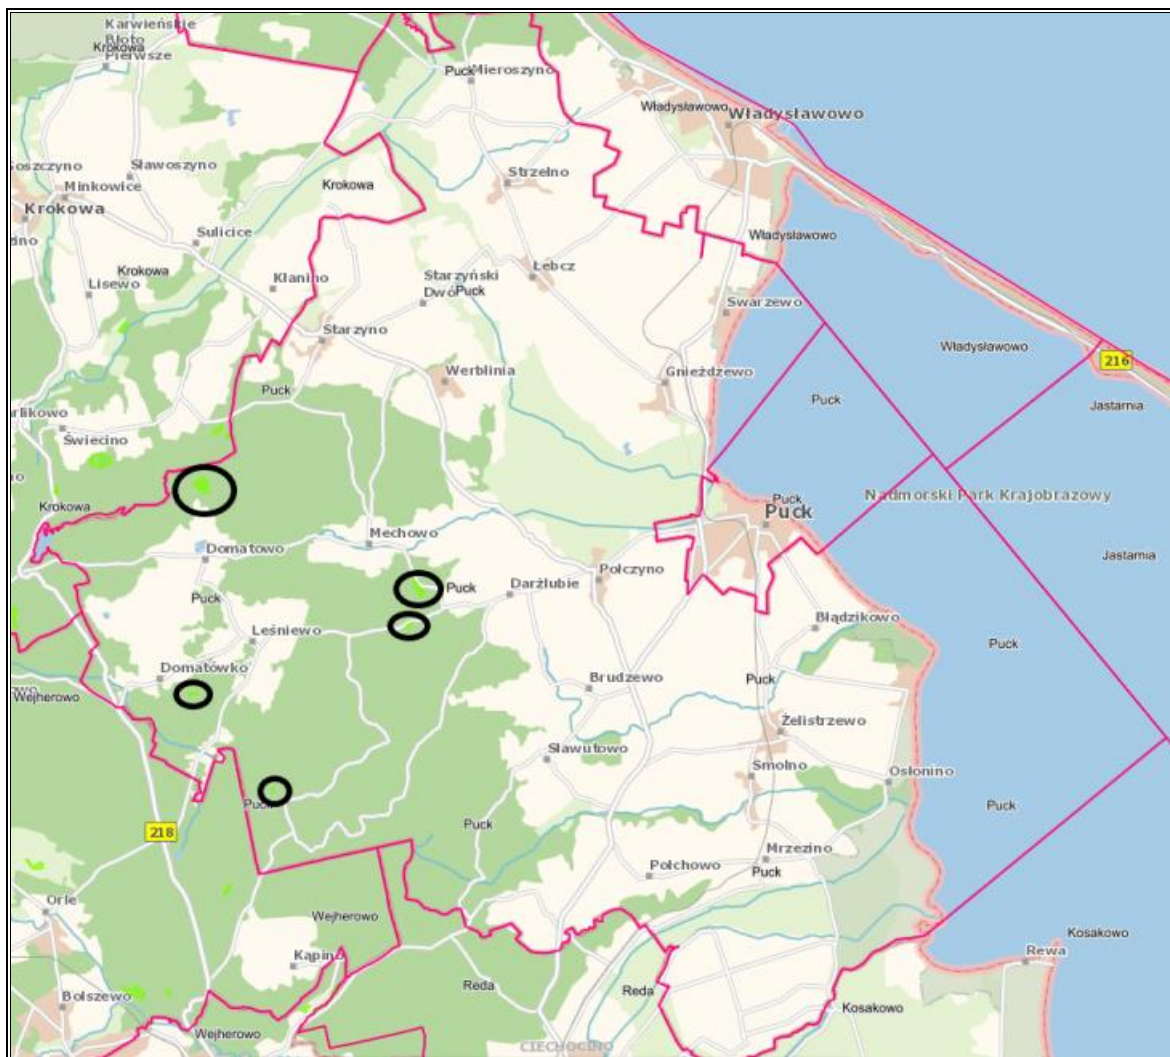 Karwieńskie
Błoto
Krokowa
Pierwsze
Puck
Mieroszyno
Władysławowo
Władysławowo
Sławoszyno
Strzelno
Minkowice
Krokowa
Krokowa
Sulicice
Władysławowo
Krokowa
Kłanino
Łebcz
Lisewo
Starzyński
Puck
Starzyno
Swarzewo
Władysławowo
216
Werblinia
Gnieżdżewo
Puck
Puck
Jastarnia
Świecino
Krokowa
Nadmorski Park Krajobrazowy
Puck
Puck
Mechowo
Domatowo
Jastarnia
Puck
Darżlubie
Połczyno
Puck
Leśniewo
Błądzikowo
Puck
Domatówko
Wejherowo
Brudzewo
Puck
Żelistrzewo
Sławutowo
Smolno
Osłonino
Puck
Puck
218
Puck
Mrzezino
Połchowo
Puck
Orle
Wejherowo
Kosakowo
Kąpino
Rewa
Reda
Reda
Bolszewo
Kosakowo
Wejherowo
CIECHOCINO